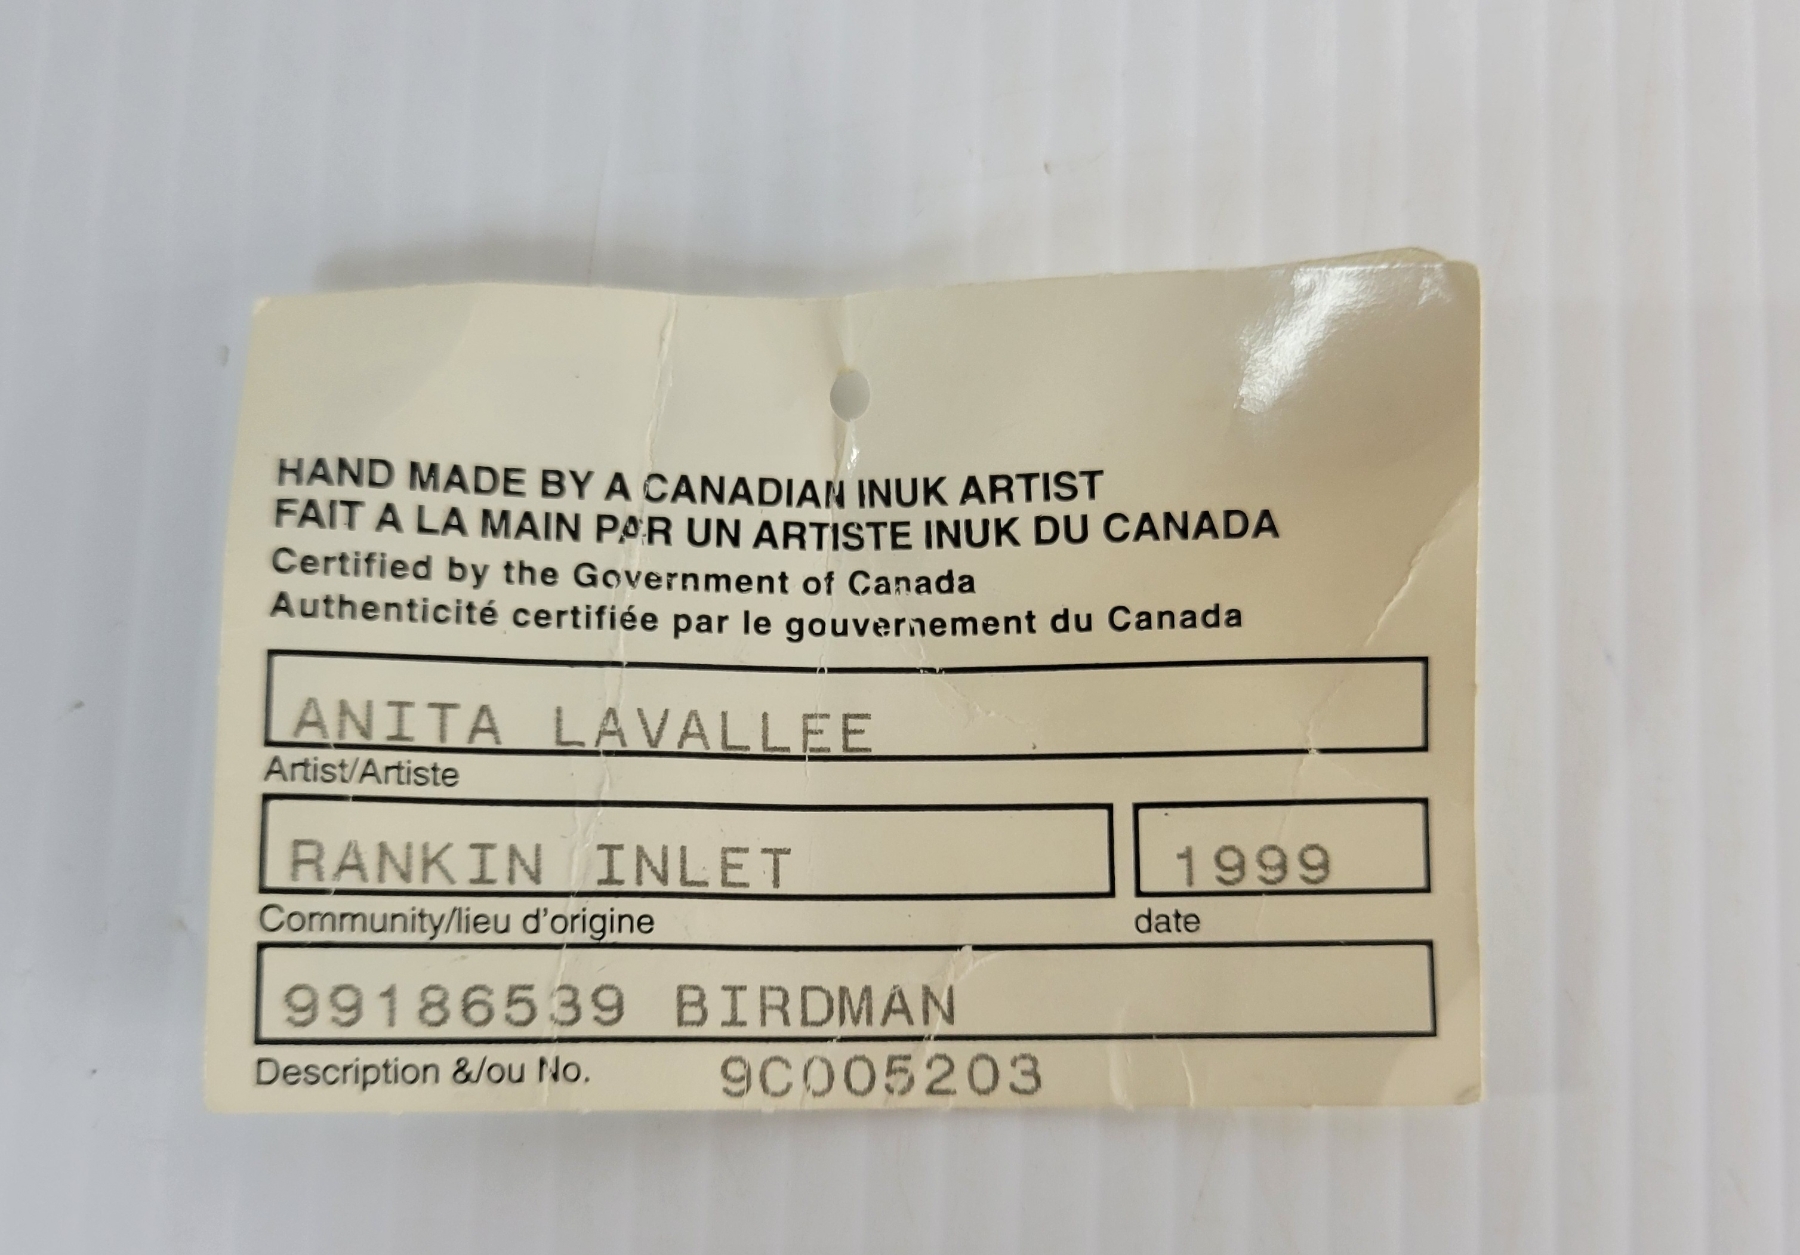 HAND MADE BY A CANADIAN INUK ARTIST
FAIT A LA MAIN PAR UN ARTISTE INUK DU CANADA
Certified by the Government of Canada
Authenticité certifiée par le gouvernement du Canada
ANITA LAVALLEE
Artist/Artiste
RANKIN INLET 1999
Community/lieu d'origine date
99186539 BIRDMAN
Description &/ou No. 9C005203